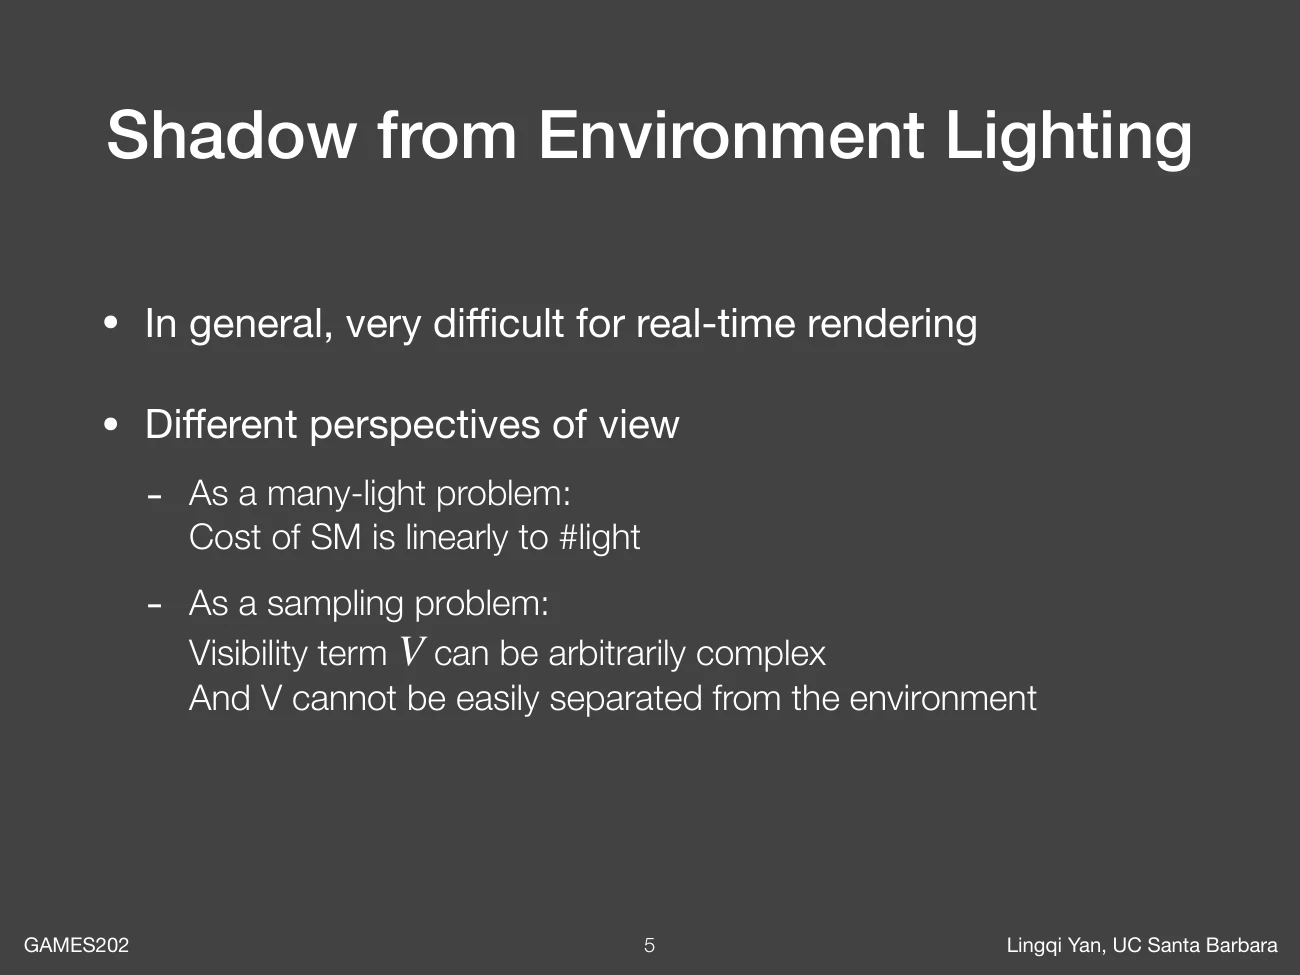 Shadow from Environment Lighting
• In general, very difficult for real-time rendering
• Different perspectives of view
- As a many-light problem:
Cost of SM is linearly to #light
- As a sampling problem:
Visibility term V can be arbitrarily complex
And V cannot be easily separated from the environment
GAMES202
5
Lingqi Yan, UC Santa Barbara